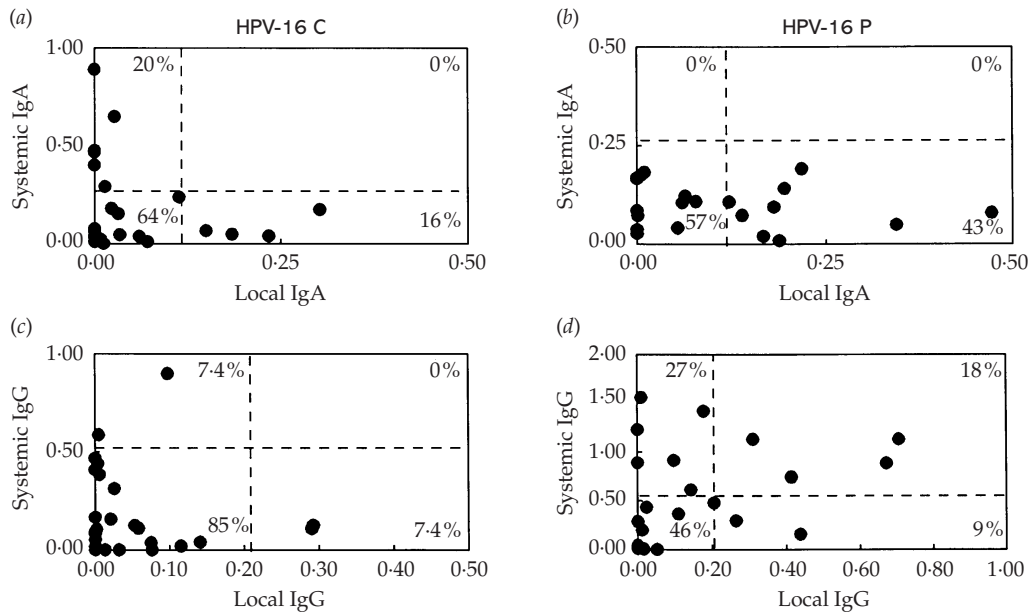 (a) HPV-16 C
1·00 20% 0%
Systemic IgA
0·50
64% 16%
0·00
0·00 0·25 0·50
Local IgA
(b) HPV-16 P
0·50 0% 0%
Systemic IgA
0·25
57% 43%
0·00
0·00 0·25 0·50
Local IgA
(c)
1·00 7·4% 0%
Systemic IgG
0·50
85% 7·4%
0·00
0·00 0·10 0·20 0·30 0·40 0·50
Local IgG
(d)
2·00 27% 18%
1·50
Systemic IgG
1·00
0·50
46% 9%
0·00
0·00 0·20 0·40 0·60 0·80 1·00
Local IgG